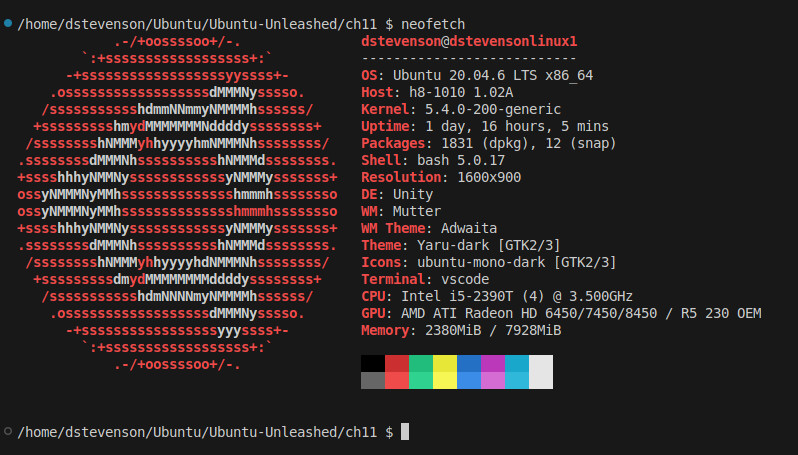 /home/dstevenson/Ubuntu/Ubuntu-Unleashed/ch11 $ neofetch
            .-/+oossssoo+/-.               dstevenson@dstevensonlinux1
        `:+ssssssssssssssssss+:`           ---------------------------
      -+ssssssssssssssssssyyssss+-         OS: Ubuntu 20.04.6 LTS x86_64
    .ossssssssssssssssssdMMMNysssso.       Host: h8-1010 1.02A
   /ssssssssssshdmmNNmmyNMMMMhssssss/      Kernel: 5.4.0-200-generic
  +ssssssssshmydMMMMMMMNddddyssssssss+     Uptime: 1 day, 16 hours, 5 mins
 /sssssssshNMMMyhhyyyyhmNMMMNhssssssss/    Packages: 1831 (dpkg), 12 (snap)
.ssssssssdMMMNhsssssssssshNMMMdssssssss.   Shell: bash 5.0.17
+sssshhhyNMMNyssssssssssssyNMMMysssssss+   Resolution: 1600x900
ossyNMMMNyMMhsssssssssssssshmmmhssssssso   DE: Unity
ossyNMMMNyMMhsssssssssssssshmmmhssssssso   WM: Mutter
+sssshhhyNMMNyssssssssssssyNMMMysssssss+   WM Theme: Adwaita
.ssssssssdMMMNhsssssssssshNMMMdssssssss.   Theme: Yaru-dark [GTK2/3]
 /sssssssshNMMMyhhyyyyhdNMMMNhssssssss/    Icons: ubuntu-mono-dark [GTK2/3]
  +sssssssssdmydMMMMMMMMddddyssssssss+     Terminal: vscode
   /ssssssssssshdmNNNNmyNMMMMhssssss/      CPU: Intel i5-2390T (4) @ 3.500GHz
    .ossssssssssssssssssdMMMNysssso.       GPU: AMD ATI Radeon HD 6450/7450/8450 / R5 230 OEM
      -+sssssssssssssssssyyyssss+-         Memory: 2380MiB / 7928MiB
        `:+ssssssssssssssssss+:`
            .-/+oossssoo+/-.
/home/dstevenson/Ubuntu/Ubuntu-Unleashed/ch11 $